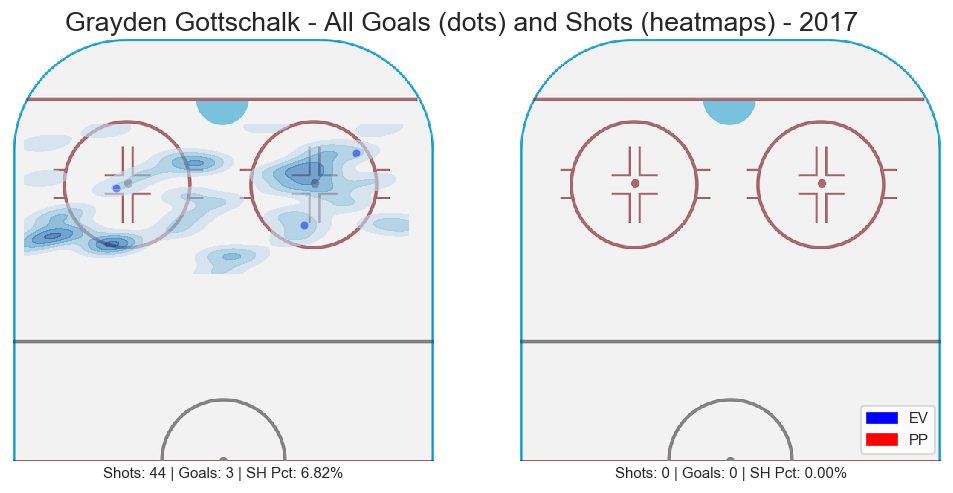 Grayden Gottschalk - All Goals (dots) and Shots (heatmaps) - 2017
EV
PP
Shots: 44 | Goals: 3 | SH Pct: 6.82%
Shots: 0 | Goals: 0 | SH Pct: 0.00%